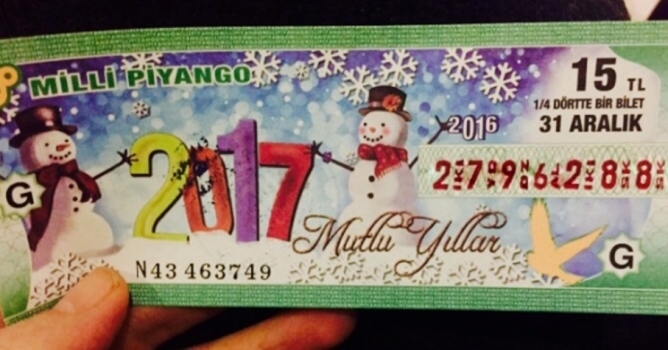 MİLLİ PİYANGO
15 TL
1/4 DÖRTTE BİR BİLET
31 ARALIK
2016
2017
2796288
G
Mutlu Yıllar
G
N43 463749